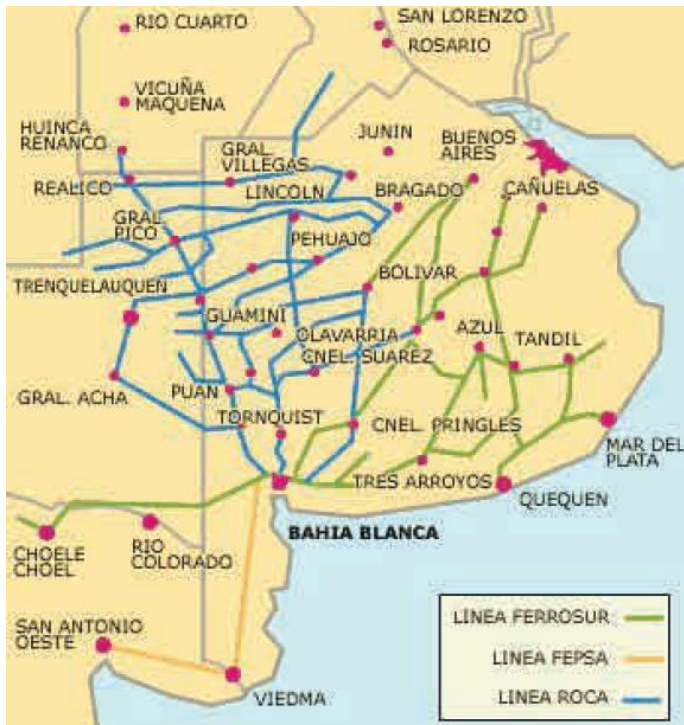 RIO CUARTO
SAN LORENZO
ROSARIO
VICUÑA
MAQUENA
HUINCA
RENANCO
JUNIN
BUENOS
AIRES
GRAL.
VILLEGAS
REALICO
LINCOLN
BRAGADO
CAÑUELAS
GRAL.
PICO
PEHUAJO
BOLIVAR
TRENQUELAUQUEN
GUAMINI
OLAVARRIA
AZUL
TANDIL
CNEL. SUAREZ
GRAL. ACHA
PUAN
TORNQUIST
CNEL. PRINGLES
MAR DEL
PLATA
TRES ARROYOS
QUEQUEN
BAHIA BLANCA
CHOELE
CHOEL
RIO
COLORADO
SAN ANTONIO
OESTE
VIEDMA
LINEA FERROSUR
LINEA FEPSA
LINEA ROCA